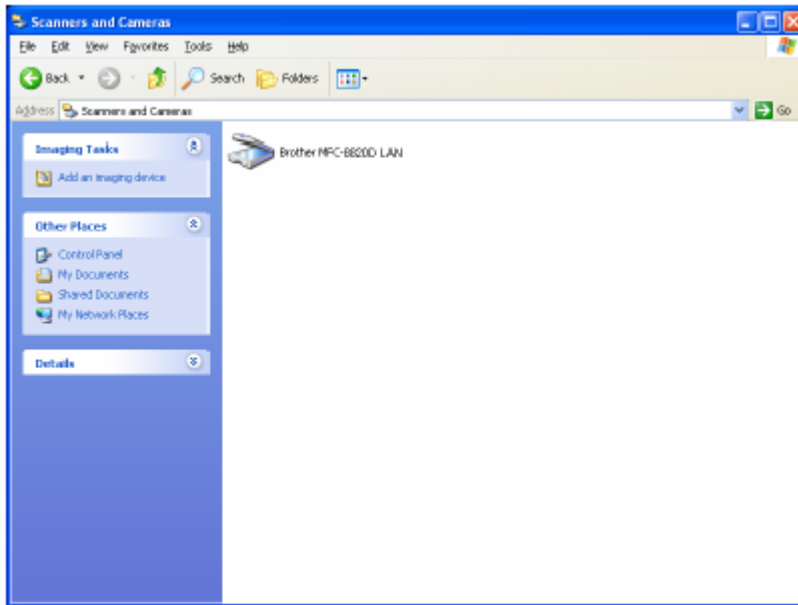 Scanners and Cameras
File Edit View Favorites Tools Help
Back Search Folders
Address Scanners and Cameras Go
Imaging Tasks
Add an imaging device
Brother MFC-8820D LAN
Other Places
Control Panel
My Documents
Shared Documents
My Network Places
Details